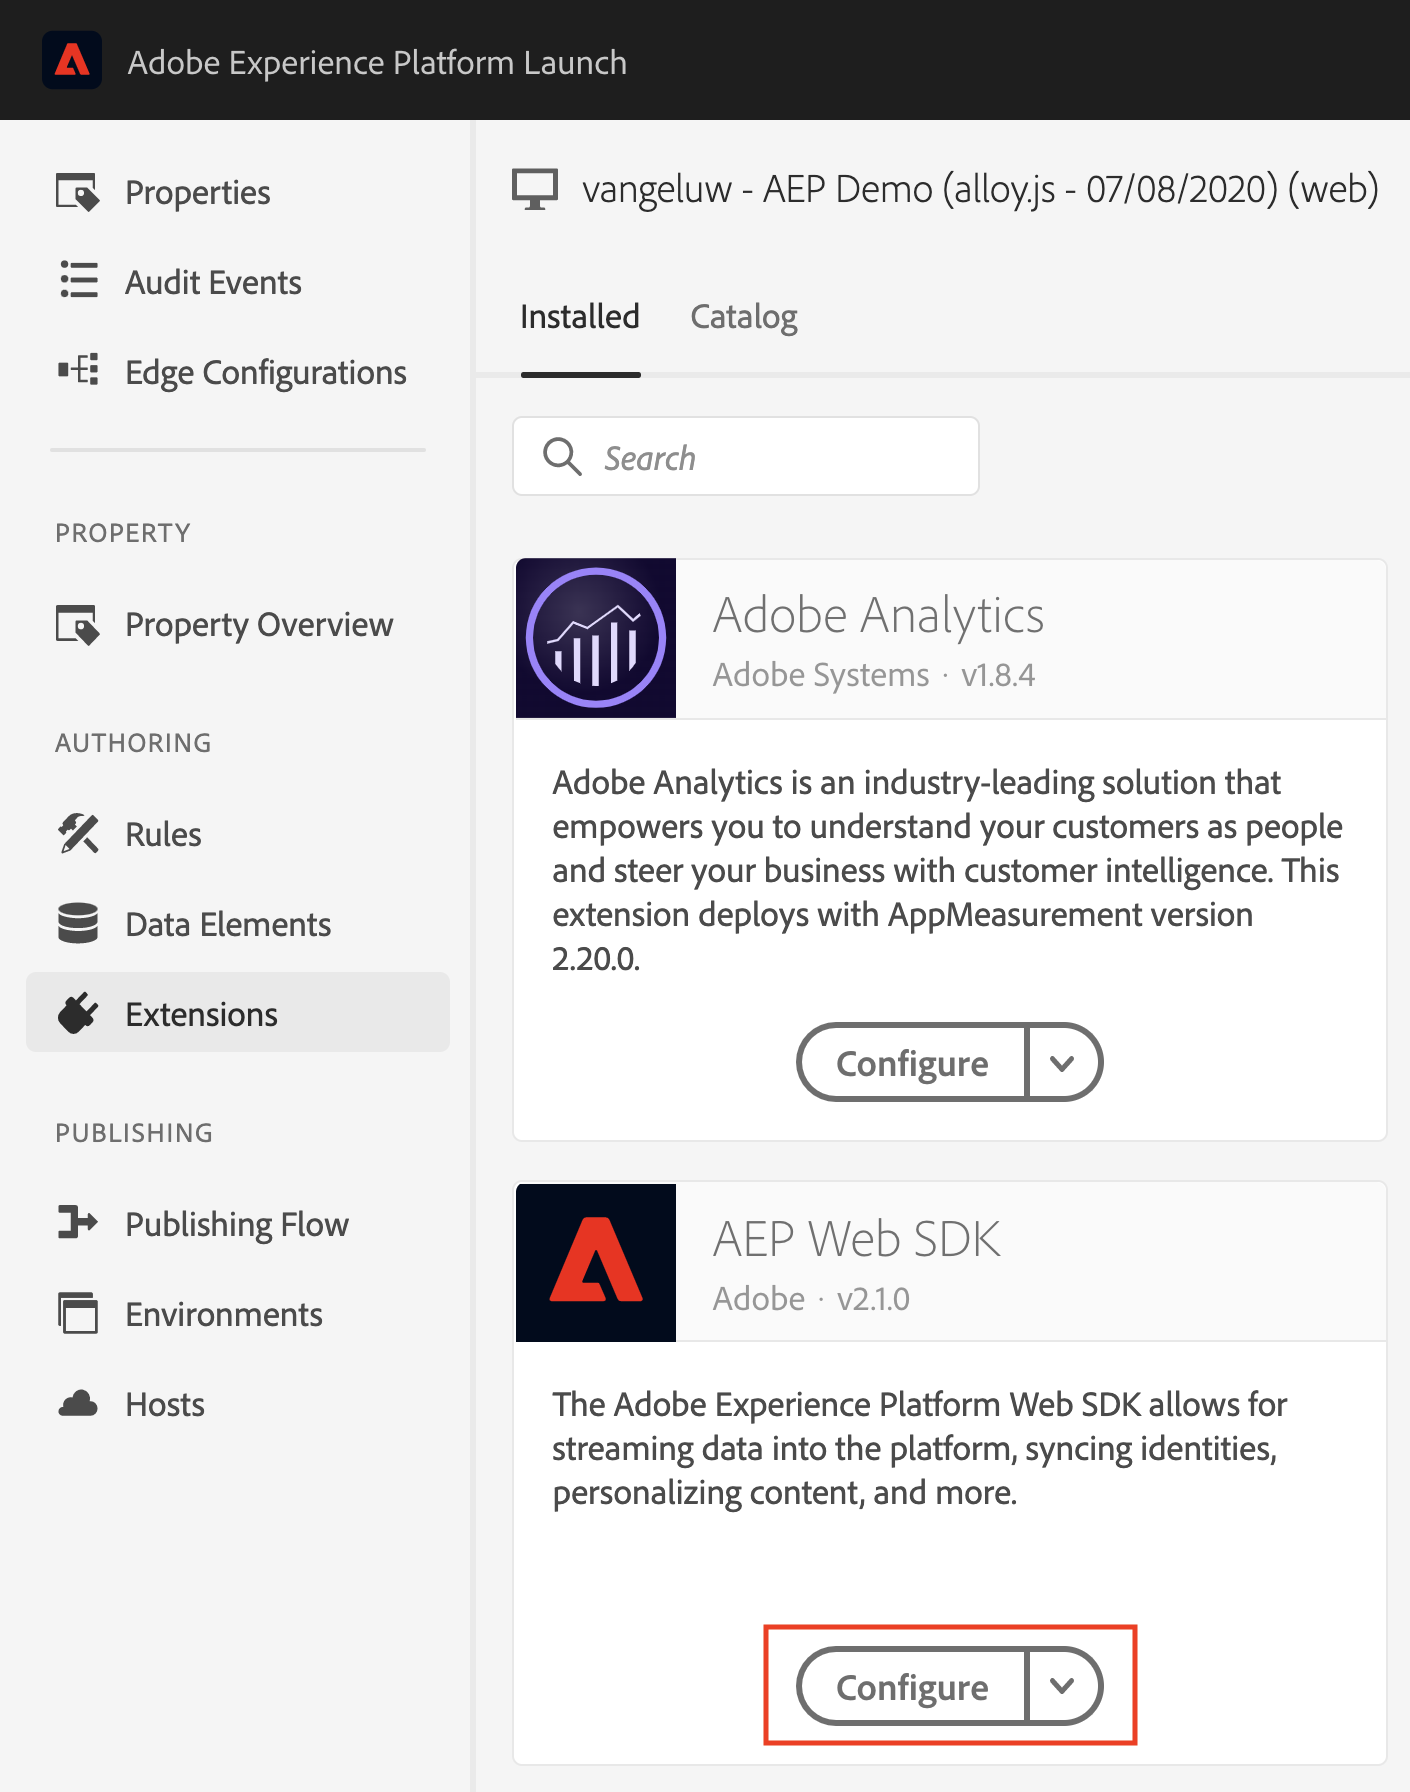 Adobe Experience Platform Launch
Properties
Audit Events
Edge Configurations
PROPERTY
Property Overview
AUTHORING
Rules
Data Elements
Extensions
PUBLISHING
Publishing Flow
Environments
Hosts
vangeluw - AEP Demo (alloy.js - 07/08/2020) (web)
Installed Catalog
Search
Adobe Analytics
Adobe Systems · v1.8.4
Adobe Analytics is an industry-leading solution that
empowers you to understand your customers as people
and steer your business with customer intelligence. This
extension deploys with AppMeasurement version
2.20.0.
Configure
AEP Web SDK
Adobe · v2.1.0
The Adobe Experience Platform Web SDK allows for
streaming data into the platform, syncing identities,
personalizing content, and more.
Configure